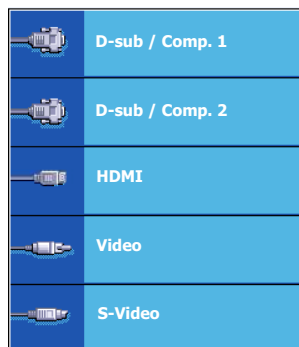 D-sub / Comp. 1
D-sub / Comp. 2
HDMI
Video
S-Video